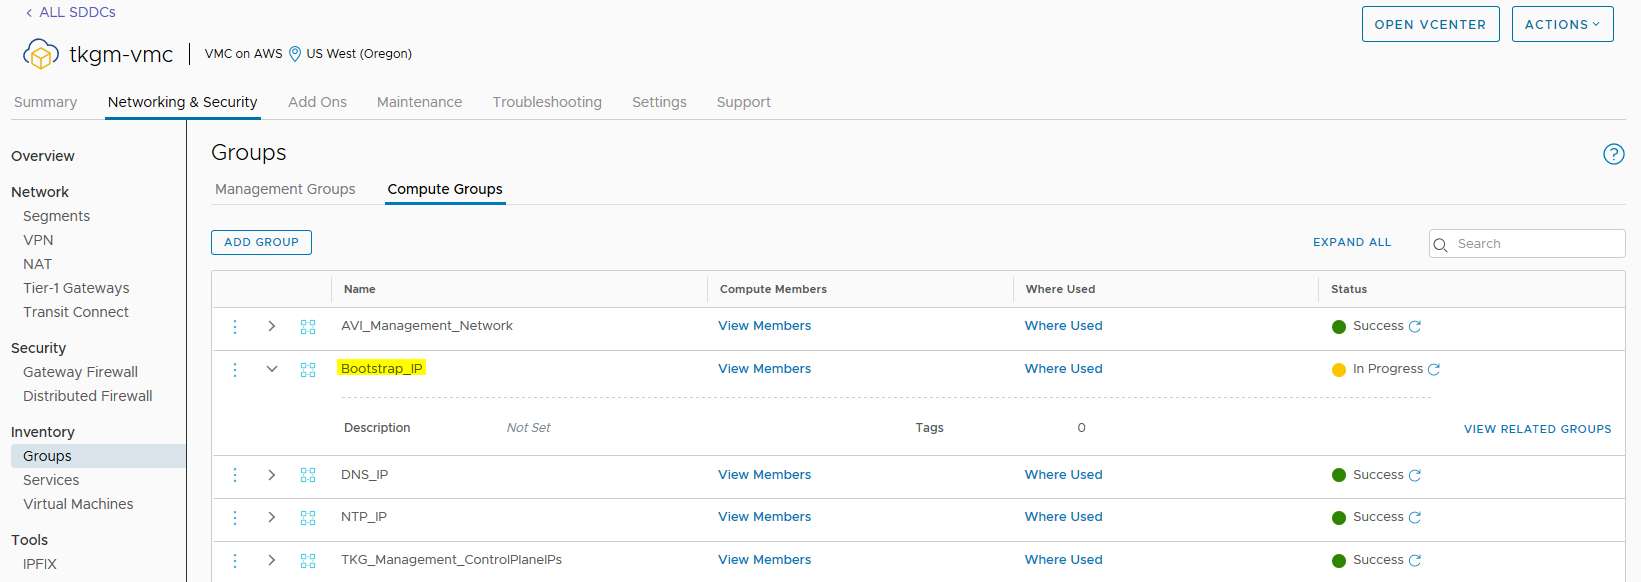 ALL SDDCs
OPEN VCENTER
ACTIONS
tkgm-vmc
VMC on AWS US West (Oregon)
Summary Networking & Security Add Ons Maintenance Troubleshooting Settings Support
Overview
Network
Segments
VPN
NAT
Tier-1 Gateways
Transit Connect
Security
Gateway Firewall
Distributed Firewall
Inventory
Groups
Services
Virtual Machines
Tools
IPFIX
Groups
?
Management Groups Compute Groups
ADD GROUP
EXPAND ALL
Search
Name Compute Members Where Used Status
AVI_Management_Network View Members Where Used Success
Bootstrap_IP View Members Where Used In Progress
Description Not Set Tags 0 VIEW RELATED GROUPS
DNS_IP View Members Where Used Success
NTP_IP View Members Where Used Success
TKG_Management_ControlPlaneIPs View Members Where Used Success